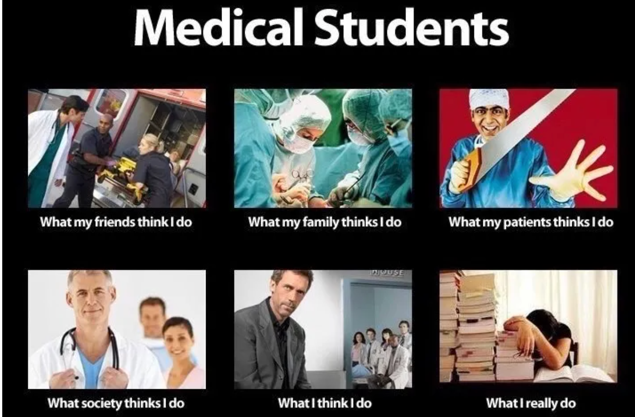 Medical Students
What my friends think I do
What my family thinks I do
What my patients thinks I do
HOUSE
What society thinks I do
What I think I do
What I really do